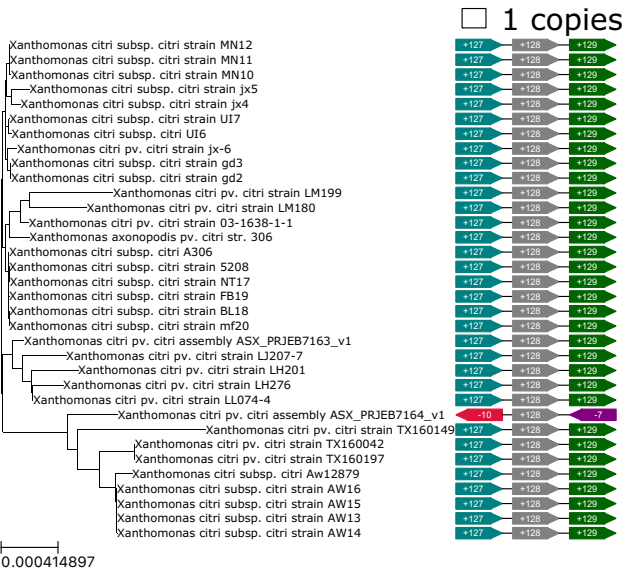 1 copies
Xanthomonas citri subsp. citri strain MN12 +127 +128 +129
Xanthomonas citri subsp. citri strain MN11 +127 +128 +129
Xanthomonas citri subsp. citri strain MN10 +127 +128 +129
Xanthomonas citri subsp. citri strain jx5 +127 +128 +129
Xanthomonas citri subsp. citri strain jx4 +127 +128 +129
Xanthomonas citri subsp. citri strain UI7 +127 +128 +129
Xanthomonas citri subsp. citri UI6 +127 +128 +129
Xanthomonas citri pv. citri strain jx-6 +127 +128 +129
Xanthomonas citri subsp. citri strain gd3 +127 +128 +129
Xanthomonas citri subsp. citri strain gd2 +127 +128 +129
Xanthomonas citri pv. citri strain LM199 +127 +128 +129
Xanthomonas citri pv. citri strain LM180 +127 +128 +129
Xanthomonas citri pv. citri strain 03-1638-1-1 +127 +128 +129
Xanthomonas axonopodis pv. citri str. 306 +127 +128 +129
Xanthomonas citri subsp. citri A306 +127 +128 +129
Xanthomonas citri subsp. citri strain 5208 +127 +128 +129
Xanthomonas citri subsp. citri strain NT17 +127 +128 +129
Xanthomonas citri subsp. citri strain FB19 +127 +128 +129
Xanthomonas citri subsp. citri strain BL18 +127 +128 +129
Xanthomonas citri subsp. citri strain mf20 +127 +128 +129
Xanthomonas citri pv. citri assembly ASX_PRJEB7163_v1 +127 +128 +129
Xanthomonas citri pv. citri strain LJ207-7 +127 +128 +129
Xanthomonas citri pv. citri strain LH201 +127 +128 +129
Xanthomonas citri pv. citri strain LH276 +127 +128 +129
Xanthomonas citri pv. citri strain LL074-4 +127 +128 +129
Xanthomonas citri pv. citri assembly ASX_PRJEB7164_v1 -10 +128 -7
Xanthomonas citri pv. citri strain TX160149 +127 +128 +129
Xanthomonas citri pv. citri strain TX160042 +127 +128 +129
Xanthomonas citri pv. citri strain TX160197 +127 +128 +129
Xanthomonas citri subsp. citri Aw12879 +127 +128 +129
Xanthomonas citri subsp. citri strain AW16 +127 +128 +129
Xanthomonas citri subsp. citri strain AW15 +127 +128 +129
Xanthomonas citri subsp. citri strain AW13 +127 +128 +129
Xanthomonas citri subsp. citri strain AW14 +127 +128 +129
0.000414897